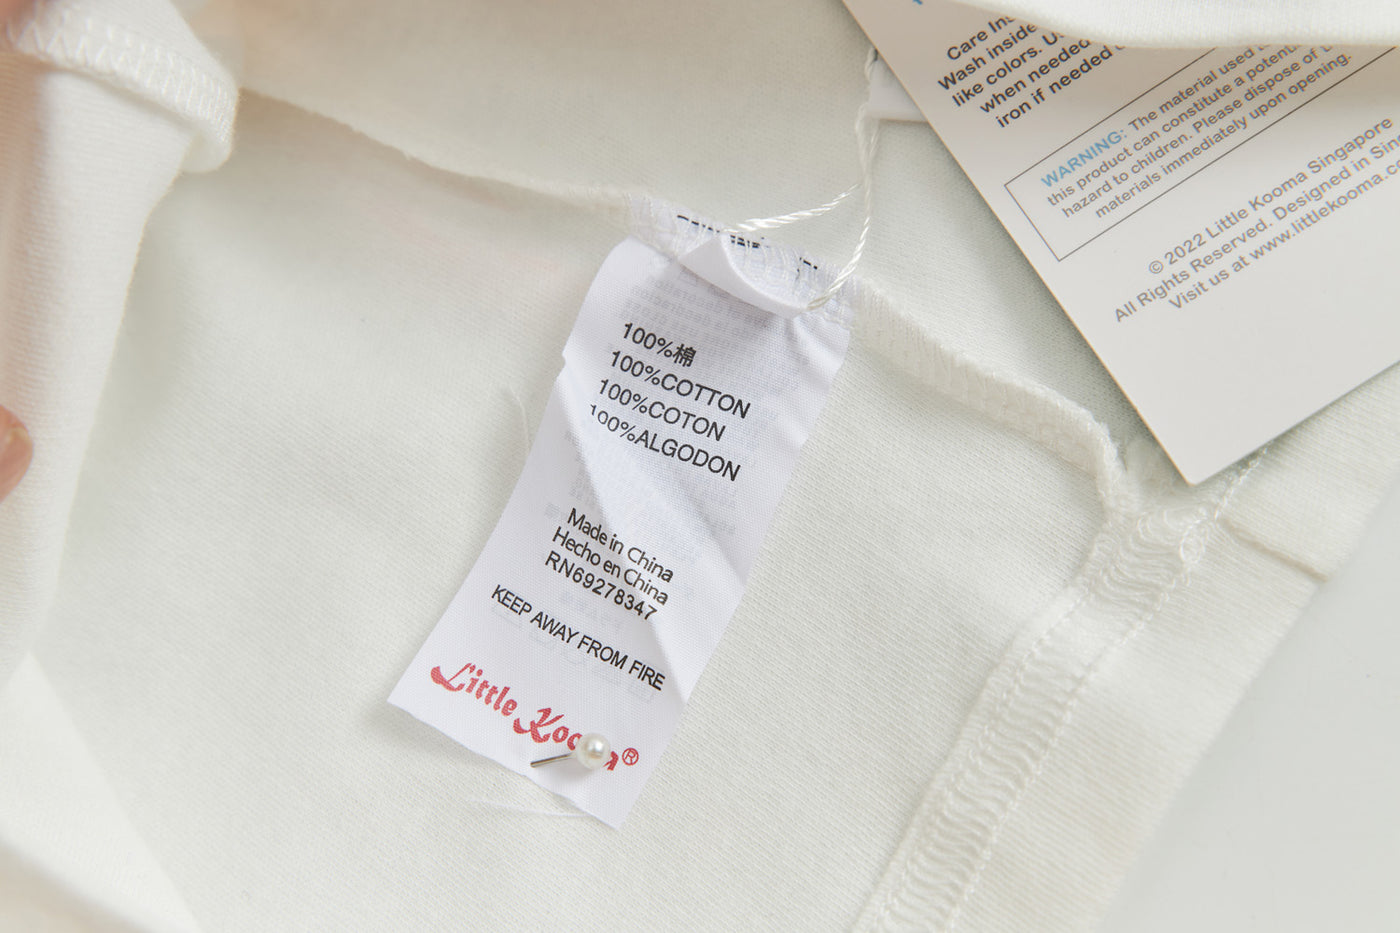 100%棉
100%COTTON
100%COTON
100%ALGODON
Made in China
Hecho en China
RN69278347
KEEP AWAY FROM FIRE
Little Kooma®
Care
Wash inside
like colors.
when needed
iron if needed
WARNING: The material used
this product can constitute a
hazard to children. Please dispose of
materials immediately upon opening.
© 2022 Little Kooma Singapore
All Rights Reserved. Designed in
Visit us at www.littlekooma.co